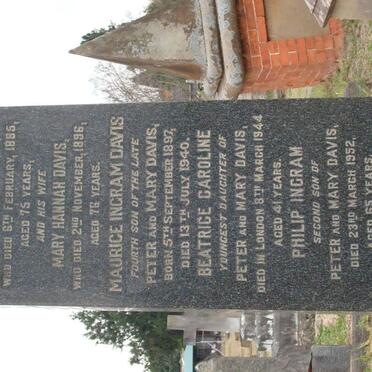 WHO DIED 6TH FEBRUARY, 1885,
AGED 75 YEARS,
AND HIS WIFE
MARY HANNAH DAVIS,
WHO DIED 2ND NOVEMBER, 1896,
AGED 76 YEARS.
MAURICE INGRAM DAVIS
FOURTH SON OF THE LATE
PETER AND MARY DAVIS,
BORN 5TH SEPTEMBER 1897,
DIED 13TH JULY 1940.
BEATRICE CAROLINE
YOUNGEST DAUGHTER OF
PETER AND MARY DAVIS,
DIED IN LONDON 8TH MARCH 1944
AGED 41 YEARS.
PHILIP INGRAM
SECOND SON OF
PETER AND MARY DAVIS,
DIED 23RD MARCH 1952,
AGED 65 YEARS.